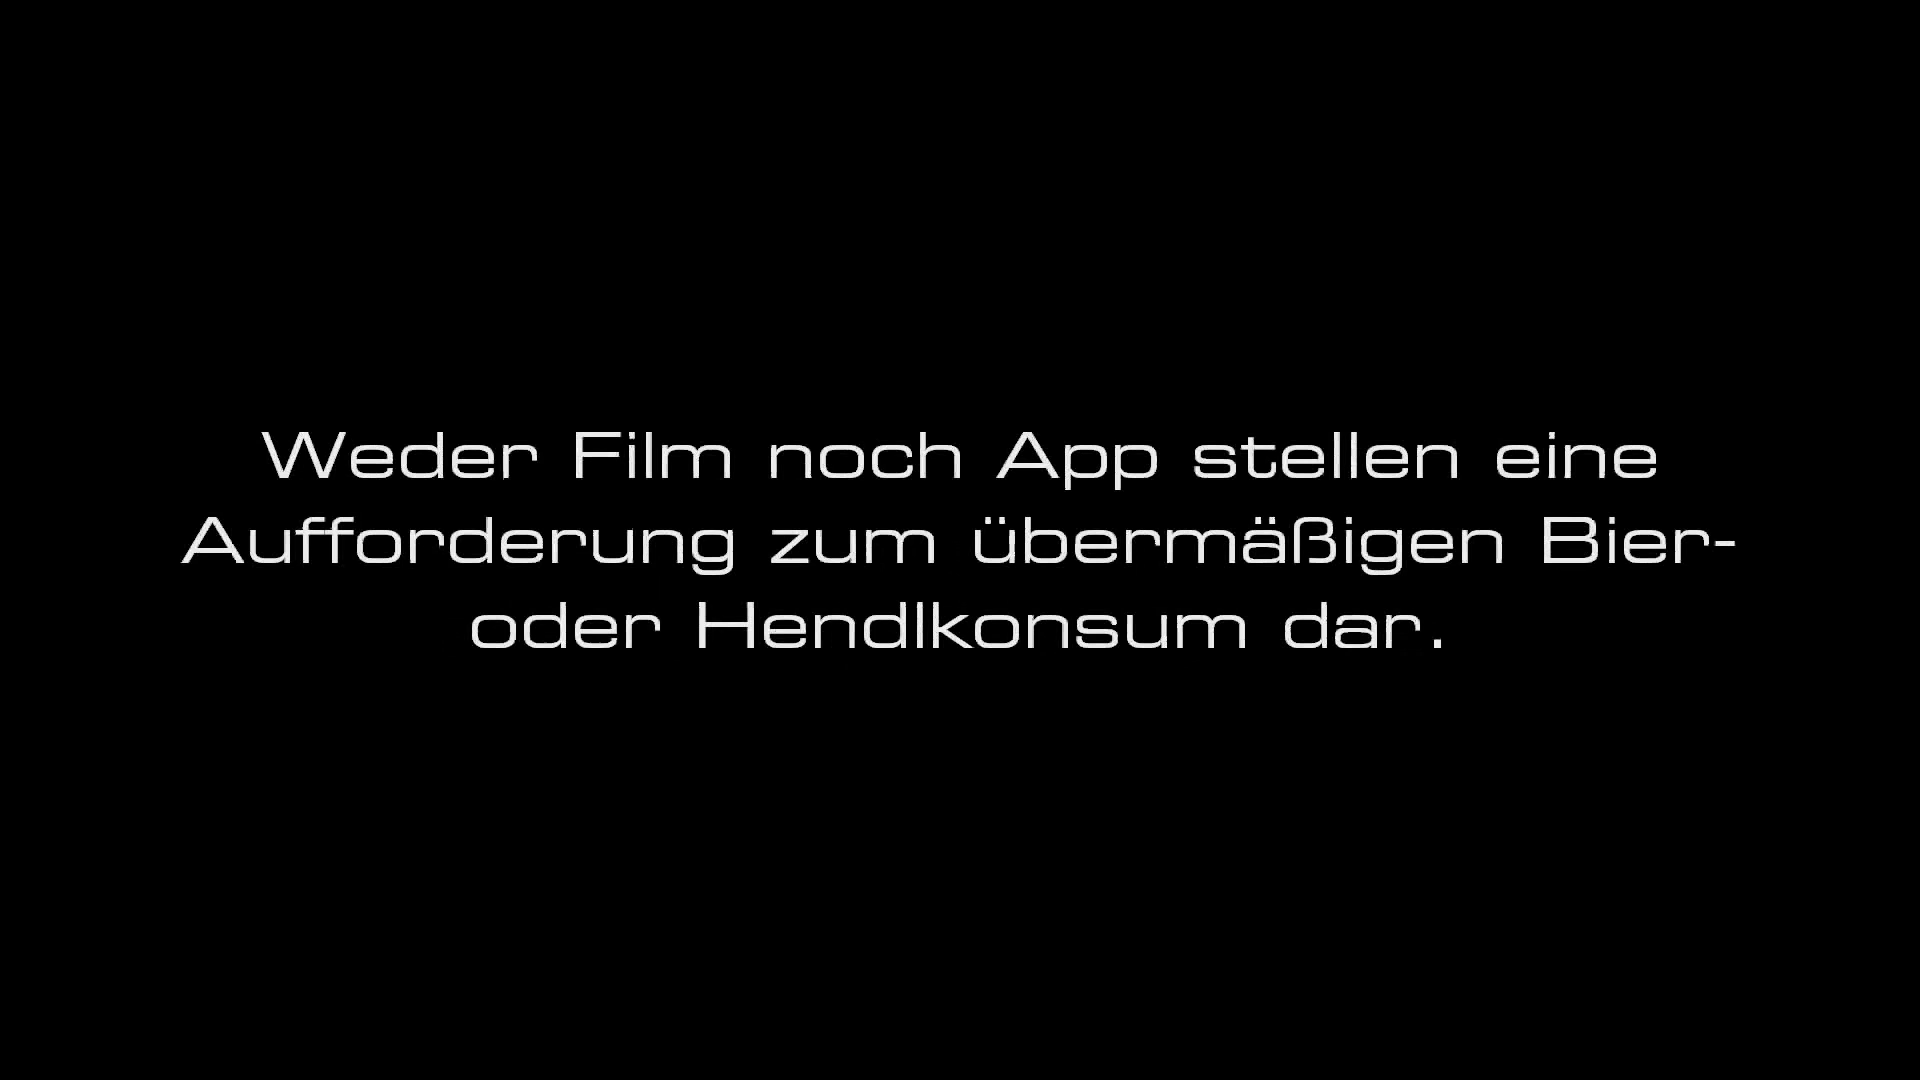 Weder Film noch App stellen eine
Aufforderung zum übermäßigen Bier-
oder Hendlkonsum dar.